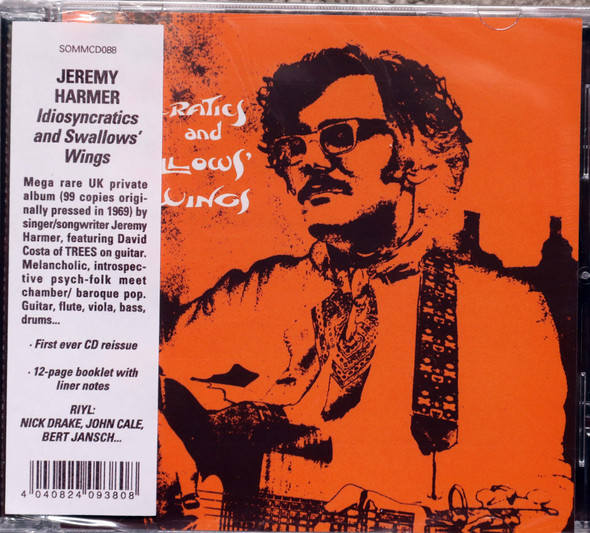 SOMMCD088
JEREMY
HARMER
Idiosyncratics
and Swallows'
Wings
Mega rare UK private
album (99 copies origi-
nally pressed in 1969) by
singer/songwriter Jeremy
Harmer, featuring David
Costa of TREES on guitar.
Melancholic, introspec-
tive psych-folk meet
chamber/ baroque pop.
Guitar, flute, viola, bass,
drums...
· First ever CD reissue
· 12-page booklet with
liner notes
RIYL:
NICK DRAKE, JOHN CALE,
BERT JANSCH...
4 040824 093808
CRATICS
and
LLOWS'
WINGS